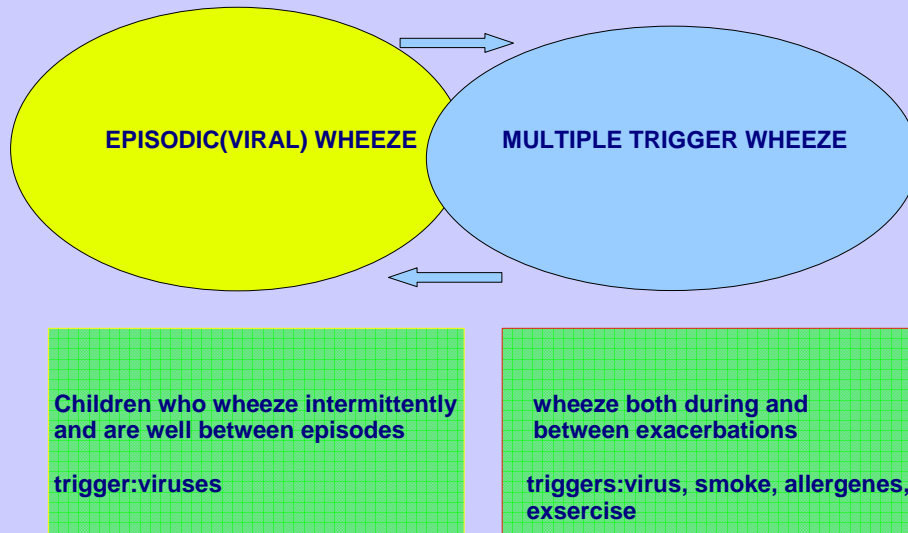 EPISODIC(VIRAL) WHEEZE
MULTIPLE TRIGGER WHEEZE
Children who wheeze intermittently
and are well between episodes
trigger:viruses
wheeze both during and
between exacerbations
triggers:virus, smoke, allergenes,
exsercise